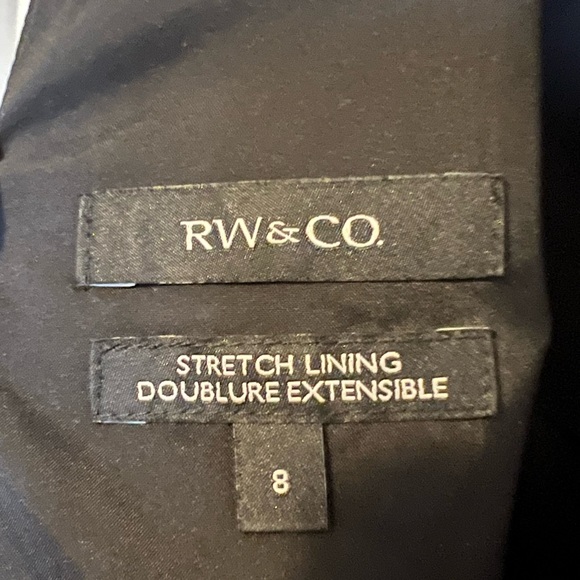 RW&CO.
STRETCH LINING
DOUBLURE EXTENSIBLE
8